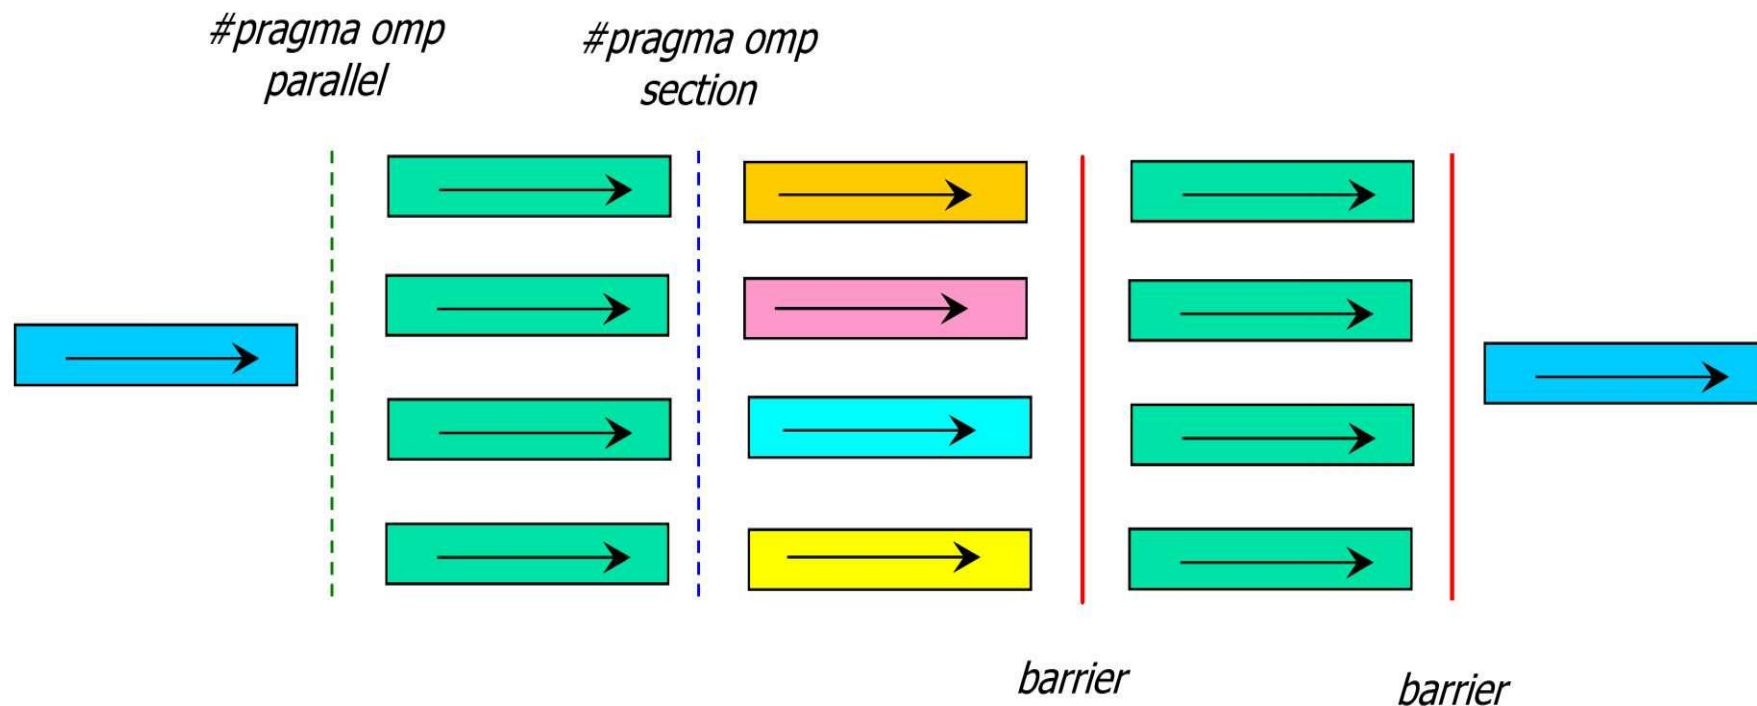 #pragma omp
parallel
#pragma omp
section
barrier
barrier